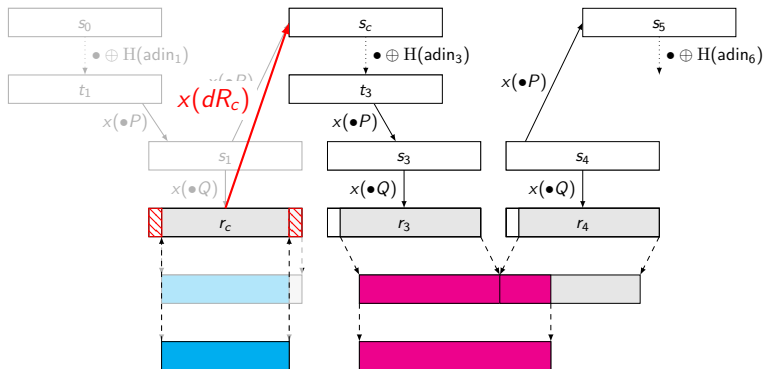 s₀ s_c s₅
• ⊕ H(adin₁) • ⊕ H(adin₃) • ⊕ H(adin₆)
x(•P) x(•P)
x(dR_c)
t₁ t₃
x(•P) x(•P)
s₁ s₃ s₄
x(•Q) x(•Q) x(•Q)
r_c r₃ r₄